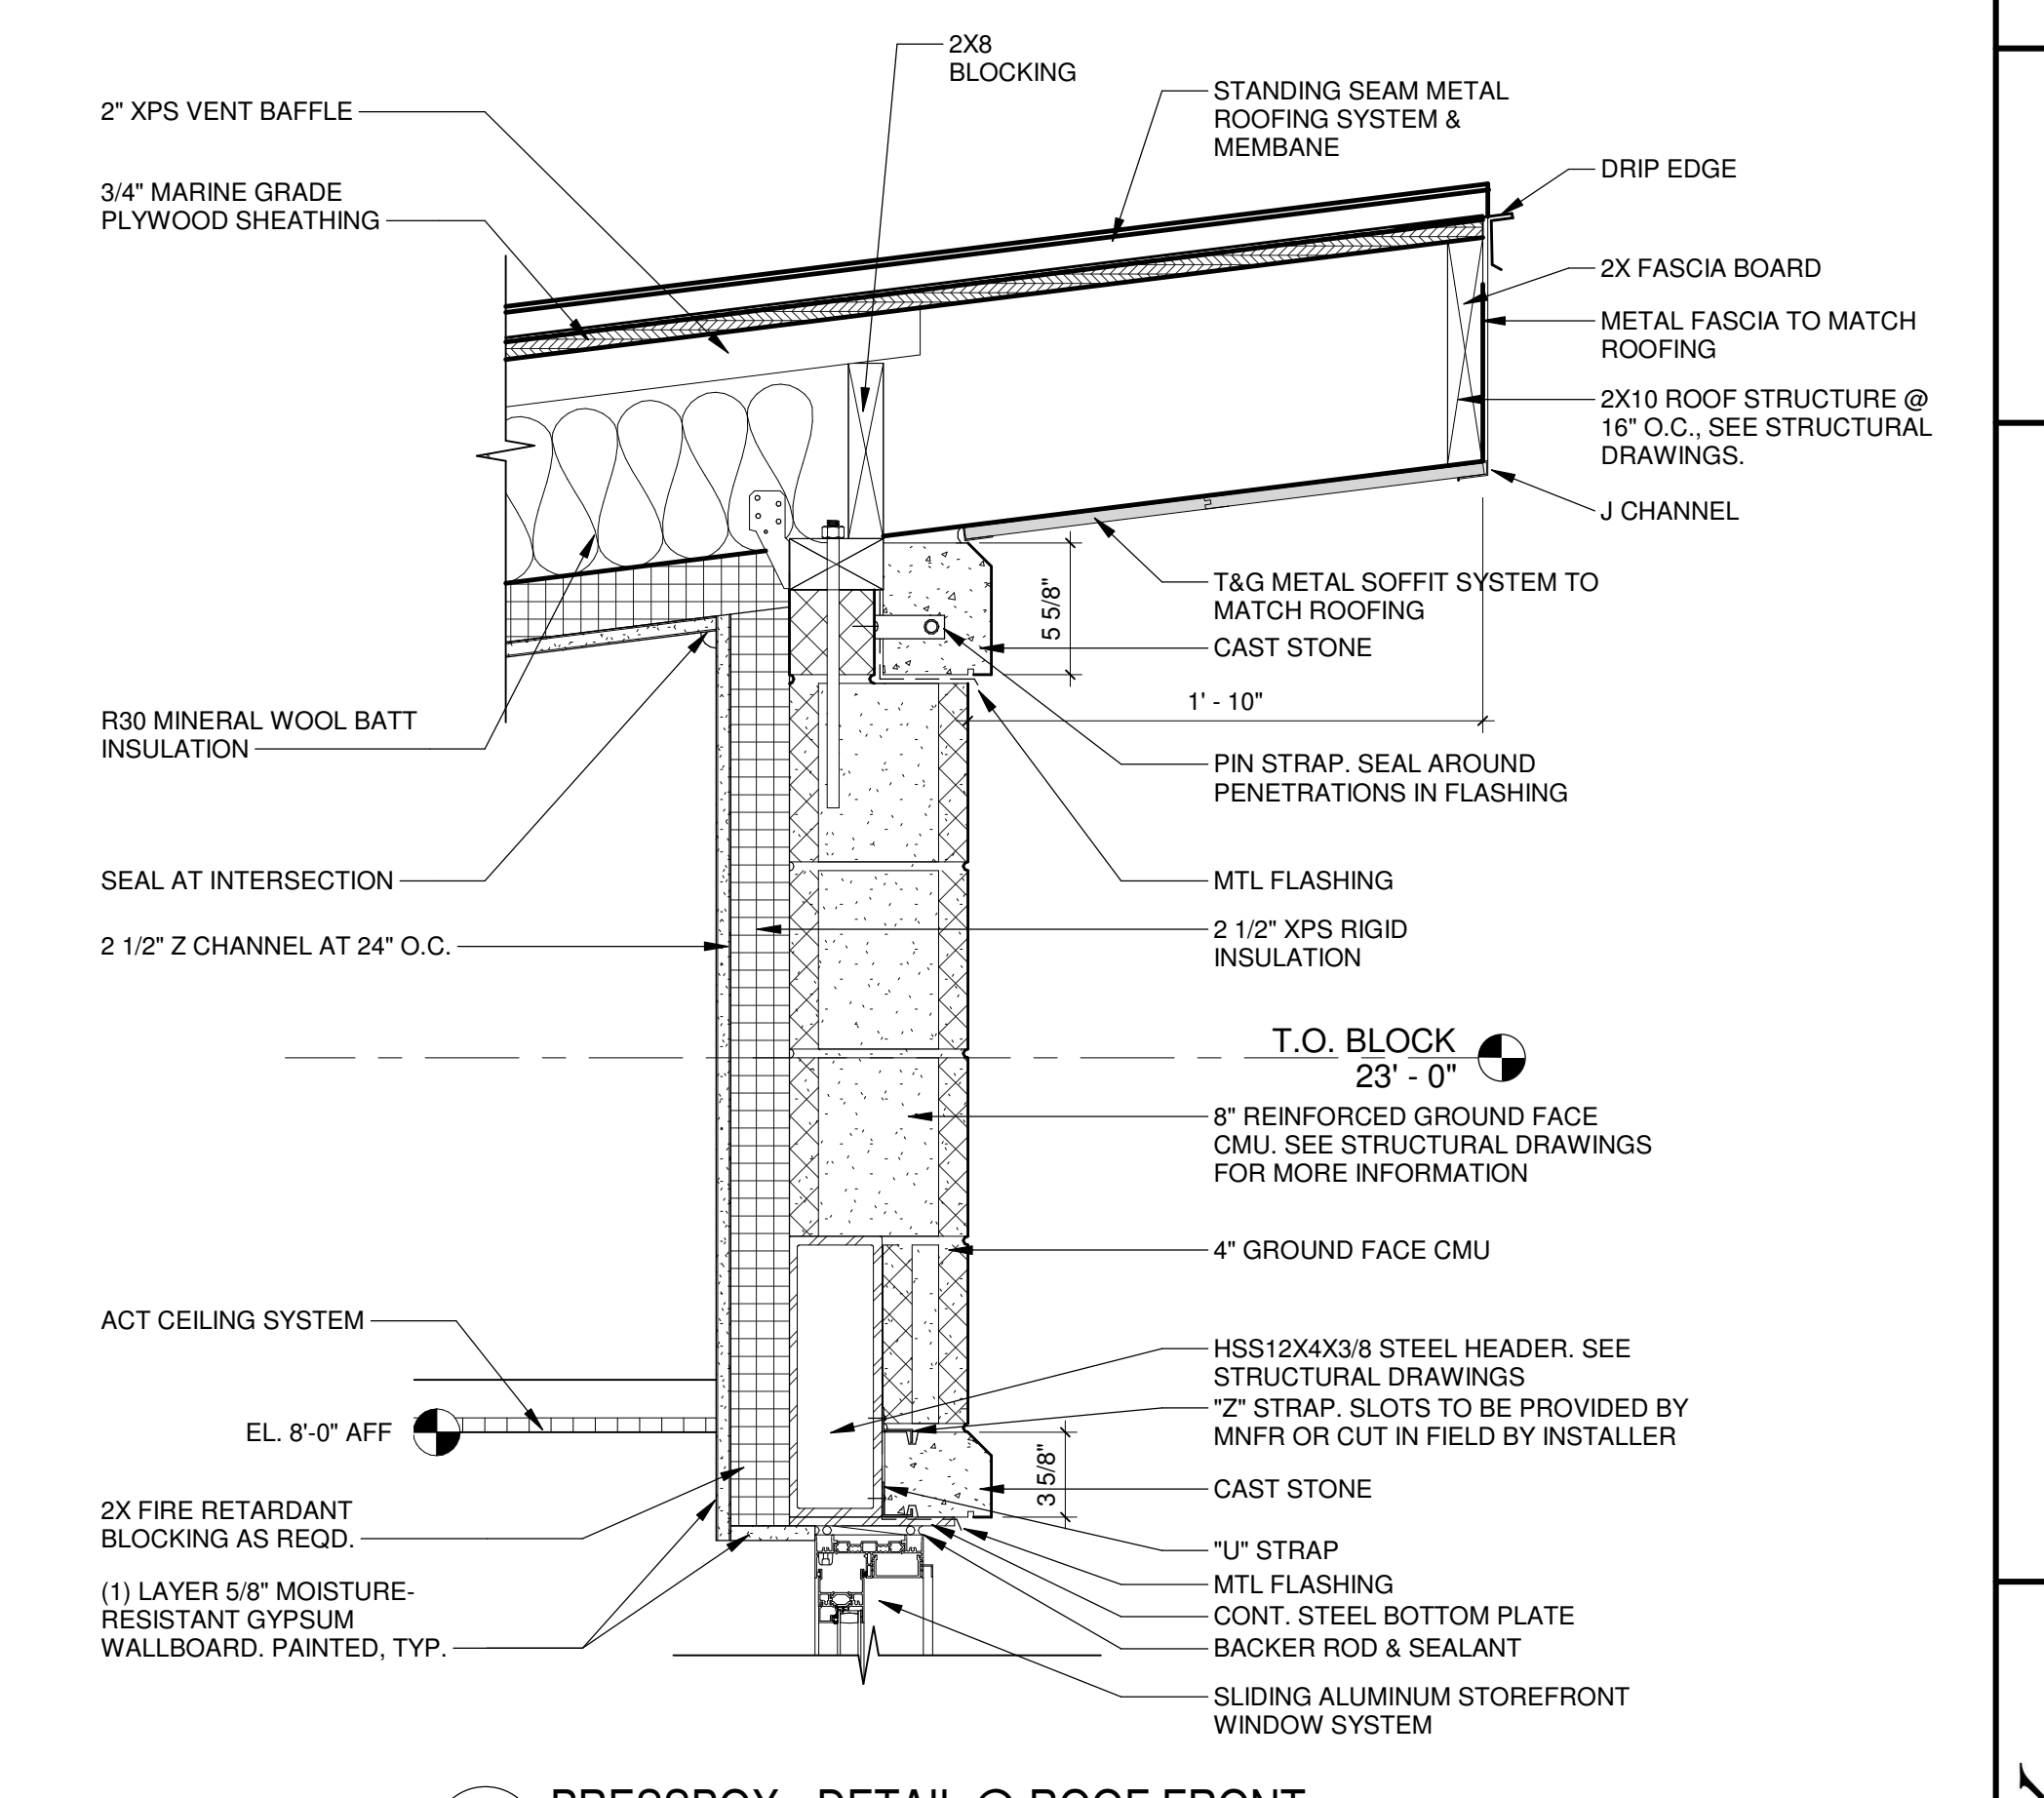 2X8
BLOCKING
2" XPS VENT BAFFLE
3/4" MARINE GRADE
PLYWOOD SHEATHING
STANDING SEAM METAL
ROOFING SYSTEM &
MEMBANE
DRIP EDGE
2X FASCIA BOARD
METAL FASCIA TO MATCH
ROOFING
2X10 ROOF STRUCTURE @
16" O.C., SEE STRUCTURAL
DRAWINGS.
J CHANNEL
T&G METAL SOFFIT SYSTEM TO
MATCH ROOFING
5 5/8"
CAST STONE
1' - 10"
R30 MINERAL WOOL BATT
INSULATION
PIN STRAP. SEAL AROUND
PENETRATIONS IN FLASHING
SEAL AT INTERSECTION
MTL FLASHING
2 1/2" Z CHANNEL AT 24" O.C.
2 1/2" XPS RIGID
INSULATION
T.O. BLOCK
23' - 0"
8" REINFORCED GROUND FACE
CMU. SEE STRUCTURAL DRAWINGS
FOR MORE INFORMATION
4" GROUND FACE CMU
ACT CEILING SYSTEM
HSS12X4X3/8 STEEL HEADER. SEE
STRUCTURAL DRAWINGS
"Z" STRAP. SLOTS TO BE PROVIDED BY
MNFR OR CUT IN FIELD BY INSTALLER
EL. 8'-0" AFF
3 5/8"
CAST STONE
2X FIRE RETARDANT
BLOCKING AS REQD.
"U" STRAP
MTL FLASHING
CONT. STEEL BOTTOM PLATE
BACKER ROD & SEALANT
(1) LAYER 5/8" MOISTURE-
RESISTANT GYPSUM
WALLBOARD. PAINTED, TYP.
SLIDING ALUMINUM STOREFRONT
WINDOW SYSTEM
PRESSBOX - DETAIL @ ROOF FRONT